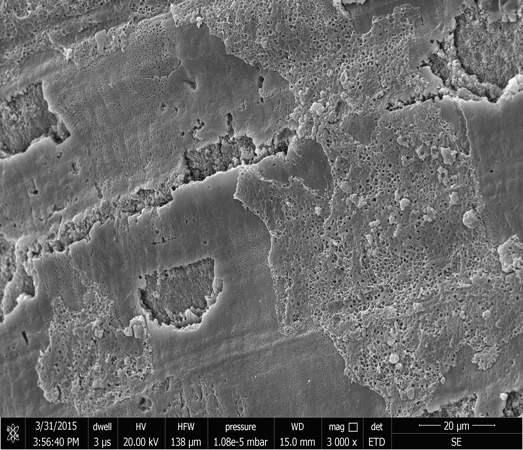 3/31/2015 dwell HV HFW pressure WD mag □ det 20 µm
3:56:40 PM 3 µs 20.00 kV 138 µm 1.08e-5 mbar 15.0 mm 3 000 x ETD SE